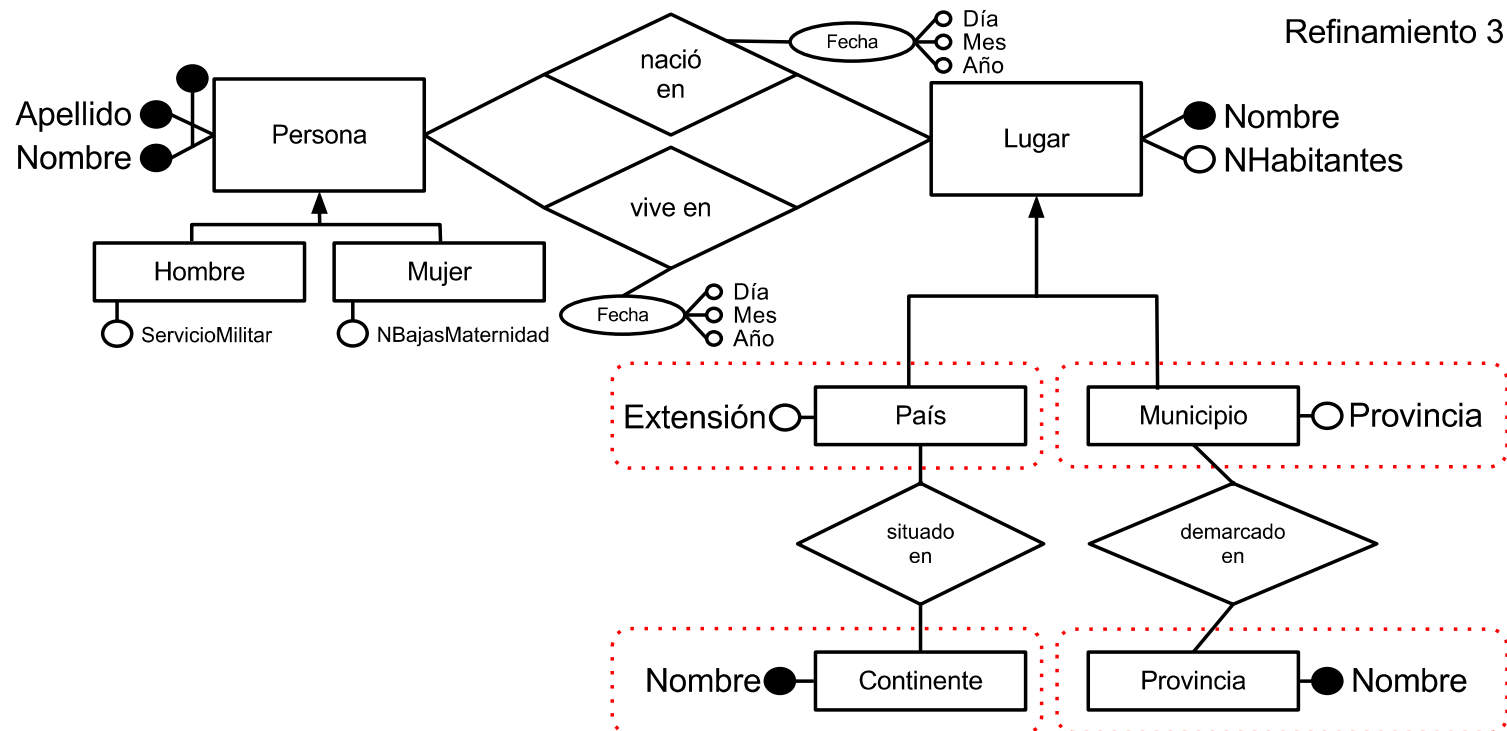 Refinamiento 3
Fecha
Día
Mes
Año
nació
en
Apellido
Nombre
Persona
Lugar
Nombre
NHabitantes
vive en
Hombre
Mujer
ServicioMilitar
NBajasMaternidad
Fecha
Día
Mes
Año
Extensión
País
Municipio
Provincia
situado
en
demarcado
en
Nombre
Continente
Provincia
Nombre